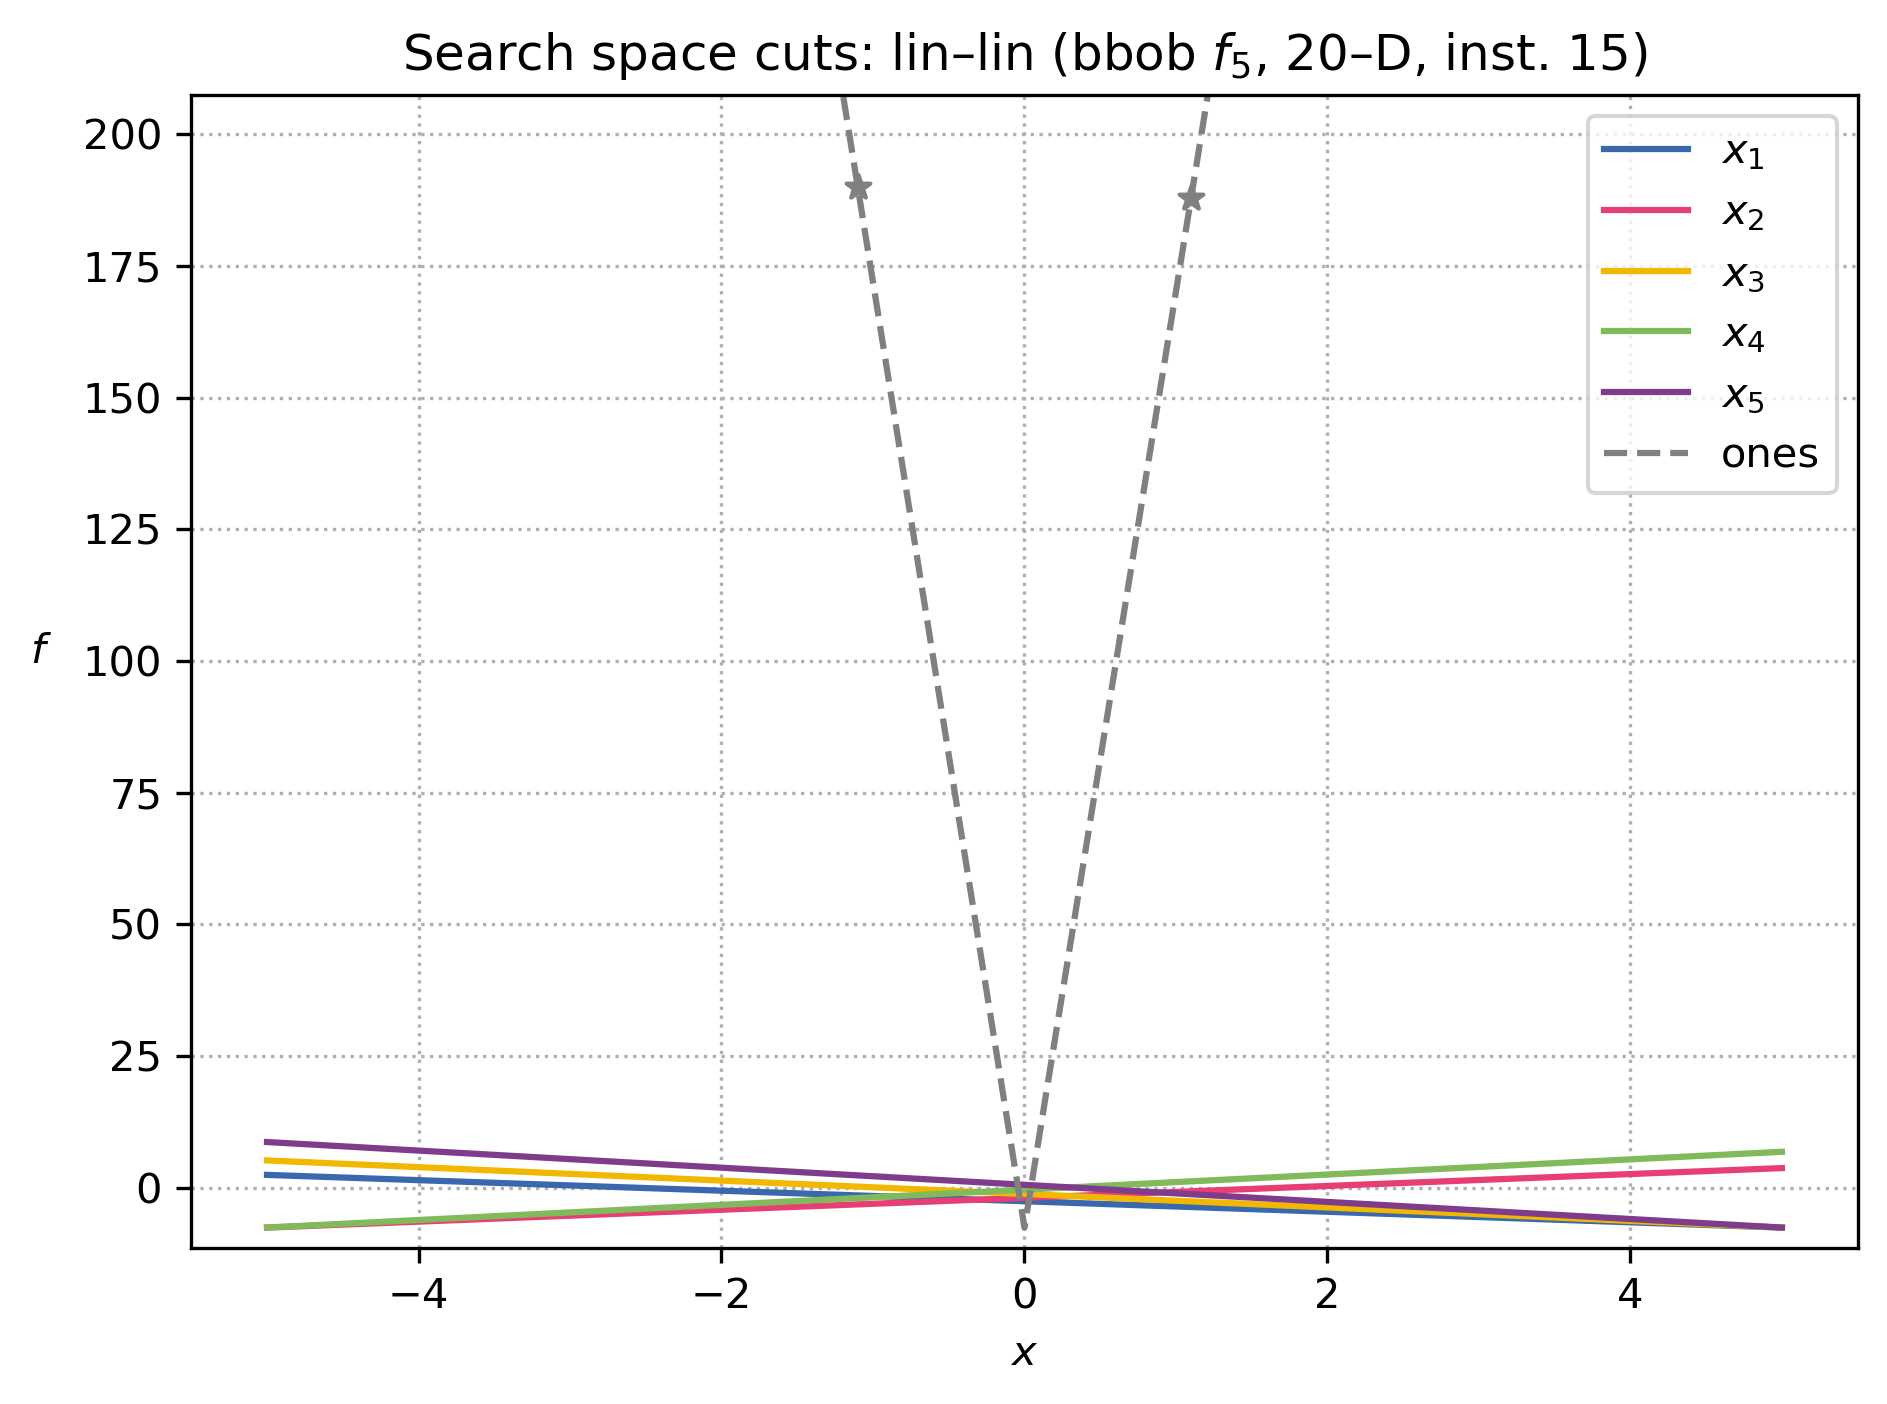 Search space cuts: lin–lin (bbob f₅, 20–D, inst. 15)
200
175
150
125
100
75
50
25
0
f
−4
−2
0
2
4
x
x₁
x₂
x₃
x₄
x₅
ones